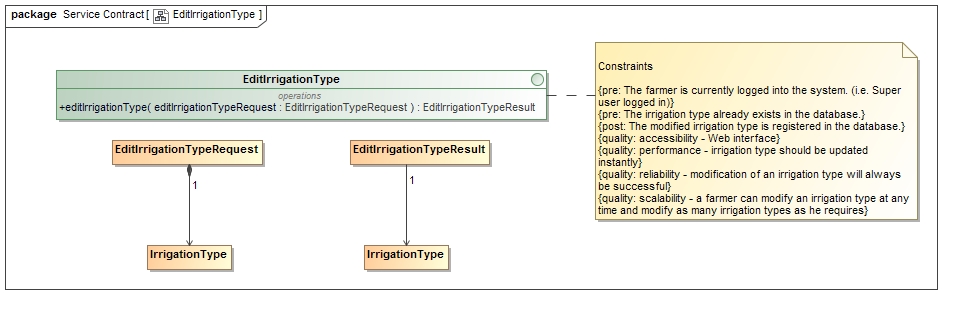 package Service Contract [ EditIrrigationType ]
EditIrrigationType
operations
+editIrrigationType( editIrrigationTypeRequest : EditIrrigationTypeRequest ) : EditIrrigationTypeResult
Constraints
{pre: The farmer is currently logged into the system. (i.e. Super
user logged in)}
{pre: The irrigation type already exists in the database.}
{post: The modified irrigation type is registered in the database.}
{quality: accessibility - Web interface}
{quality: performance - irrigation type should be updated
instantly}
{quality: reliability - modification of an irrigation type will always
be successful}
{quality: scalability - a farmer can modify an irrigation type at any
time and modify as many irrigation types as he requires}
EditIrrigationTypeRequest
EditIrrigationTypeResult
1
1
IrrigationType
IrrigationType